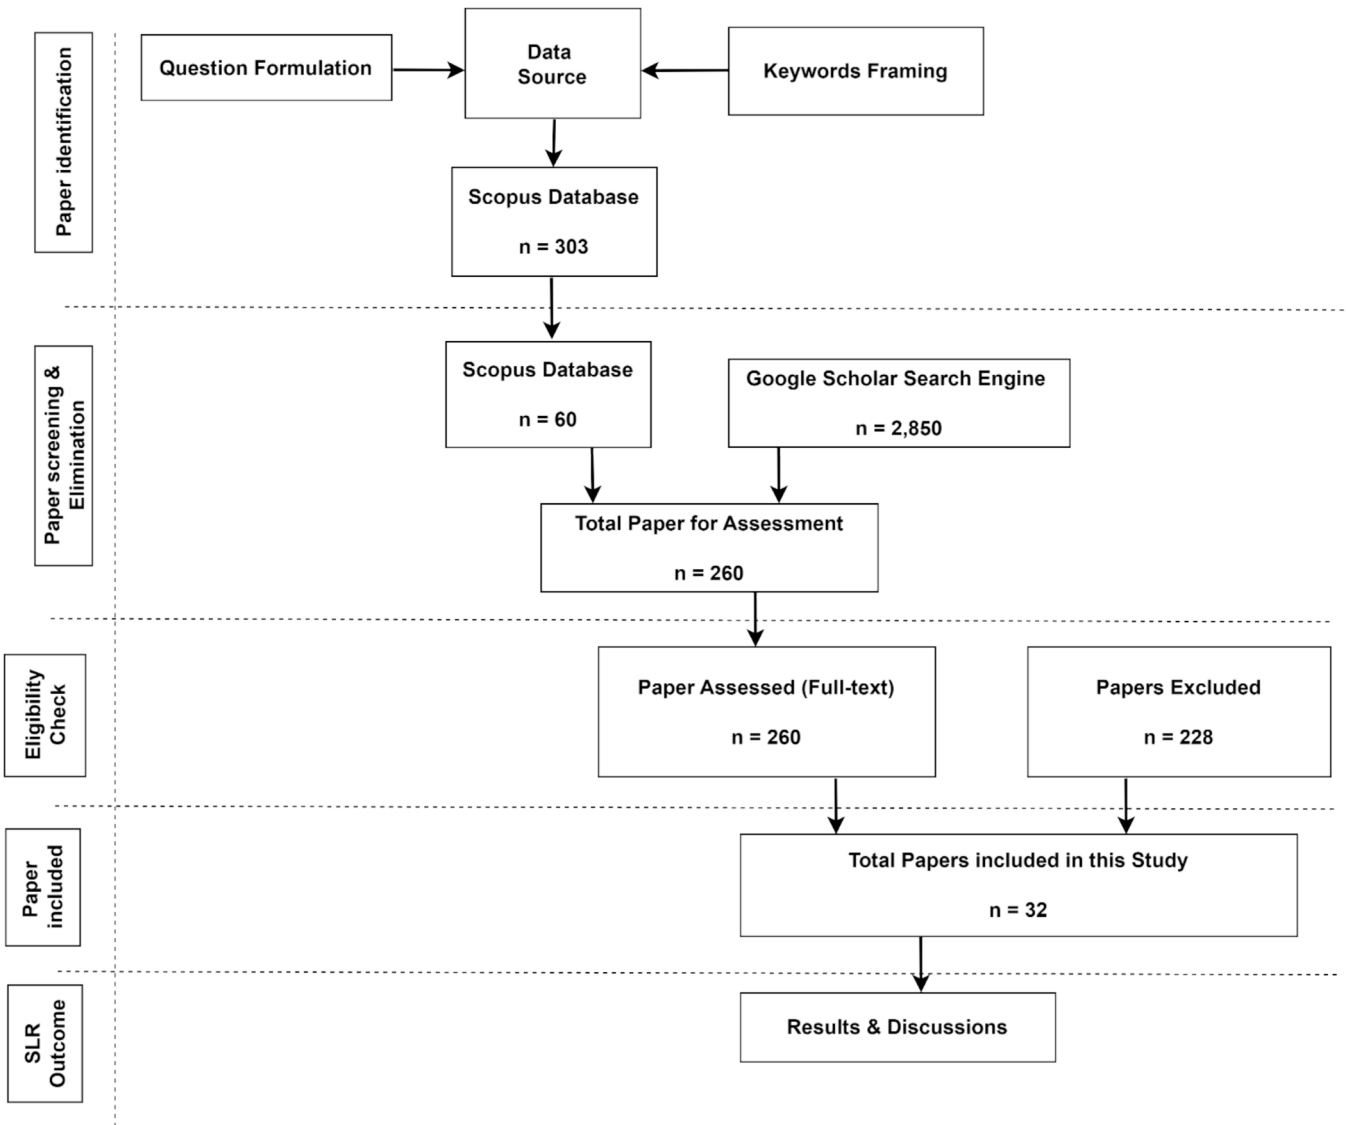 Paper identification
Question Formulation
Data
Source
Keywords Framing
Scopus Database
n = 303
Paper screening &
Elimination
Scopus Database
n = 60
Google Scholar Search Engine
n = 2,850
Total Paper for Assessment
n = 260
Eligibility
Check
Paper Assessed (Full-text)
n = 260
Papers Excluded
n = 228
Paper
included
Total Papers included in this Study
n = 32
SLR
Outcome
Results & Discussions